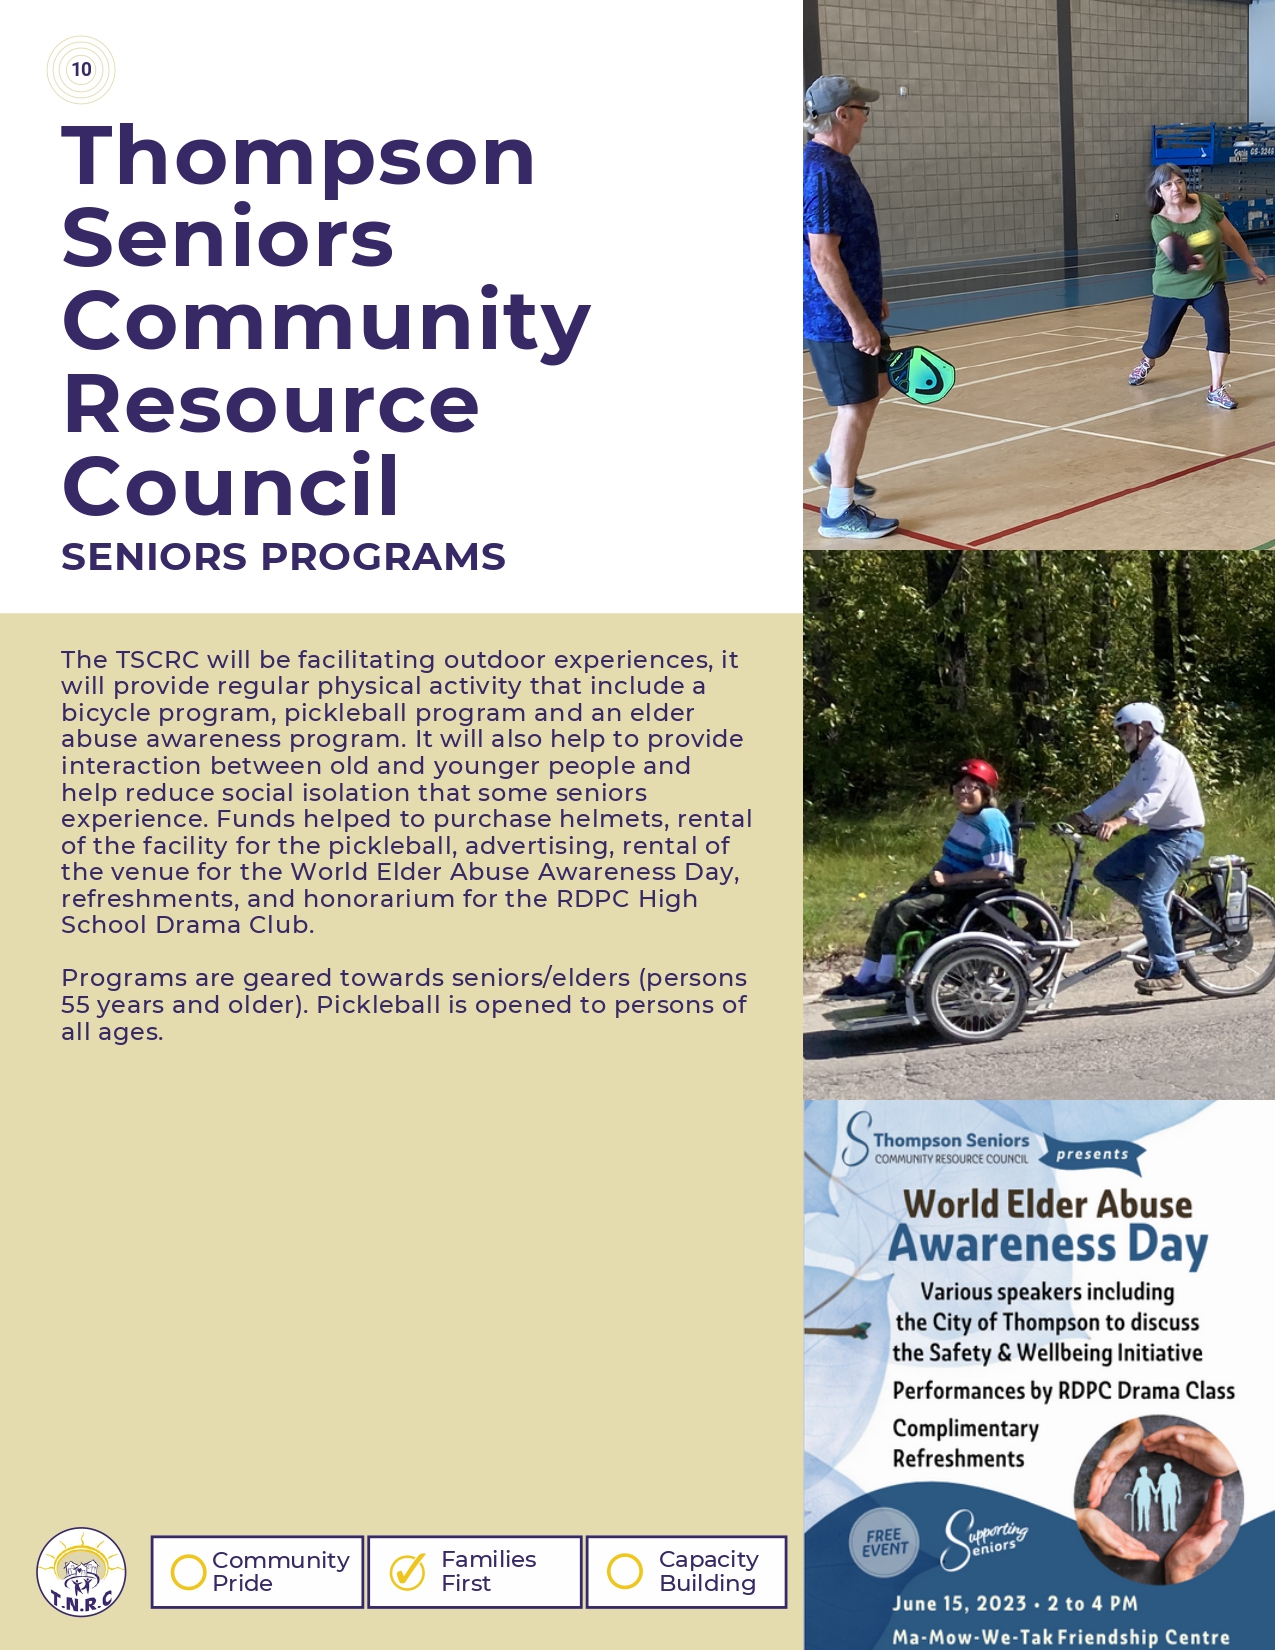 10
Thompson
Seniors
Community
Resource
Council
SENIORS PROGRAMS
The TSCRC will be facilitating outdoor experiences, it
will provide regular physical activity that include a
bicycle program, pickleball program and an elder
abuse awareness program. It will also help to provide
interaction between old and younger people and
help reduce social isolation that some seniors
experience. Funds helped to purchase helmets, rental
of the facility for the pickleball, advertising, rental of
the venue for the World Elder Abuse Awareness Day,
refreshments, and honorarium for the RDPC High
School Drama Club.
Programs are geared towards seniors/elders (persons
55 years and older). Pickleball is opened to persons of
all ages.
T.N.R.C
Community
Pride
Families
First
Capacity
Building
Genie GS-3246
Thompson Seniors
COMMUNITY RESOURCE COUNCIL
presents
World Elder Abuse
Awareness Day
Various speakers including
the City of Thompson to discuss
the Safety & Wellbeing Initiative
Performances by RDPC Drama Class
Complimentary
Refreshments
FREE
EVENT
Supporting
Seniors
June 15, 2023 • 2 to 4 PM
Ma-Mow-We-Tak Friendship Centre